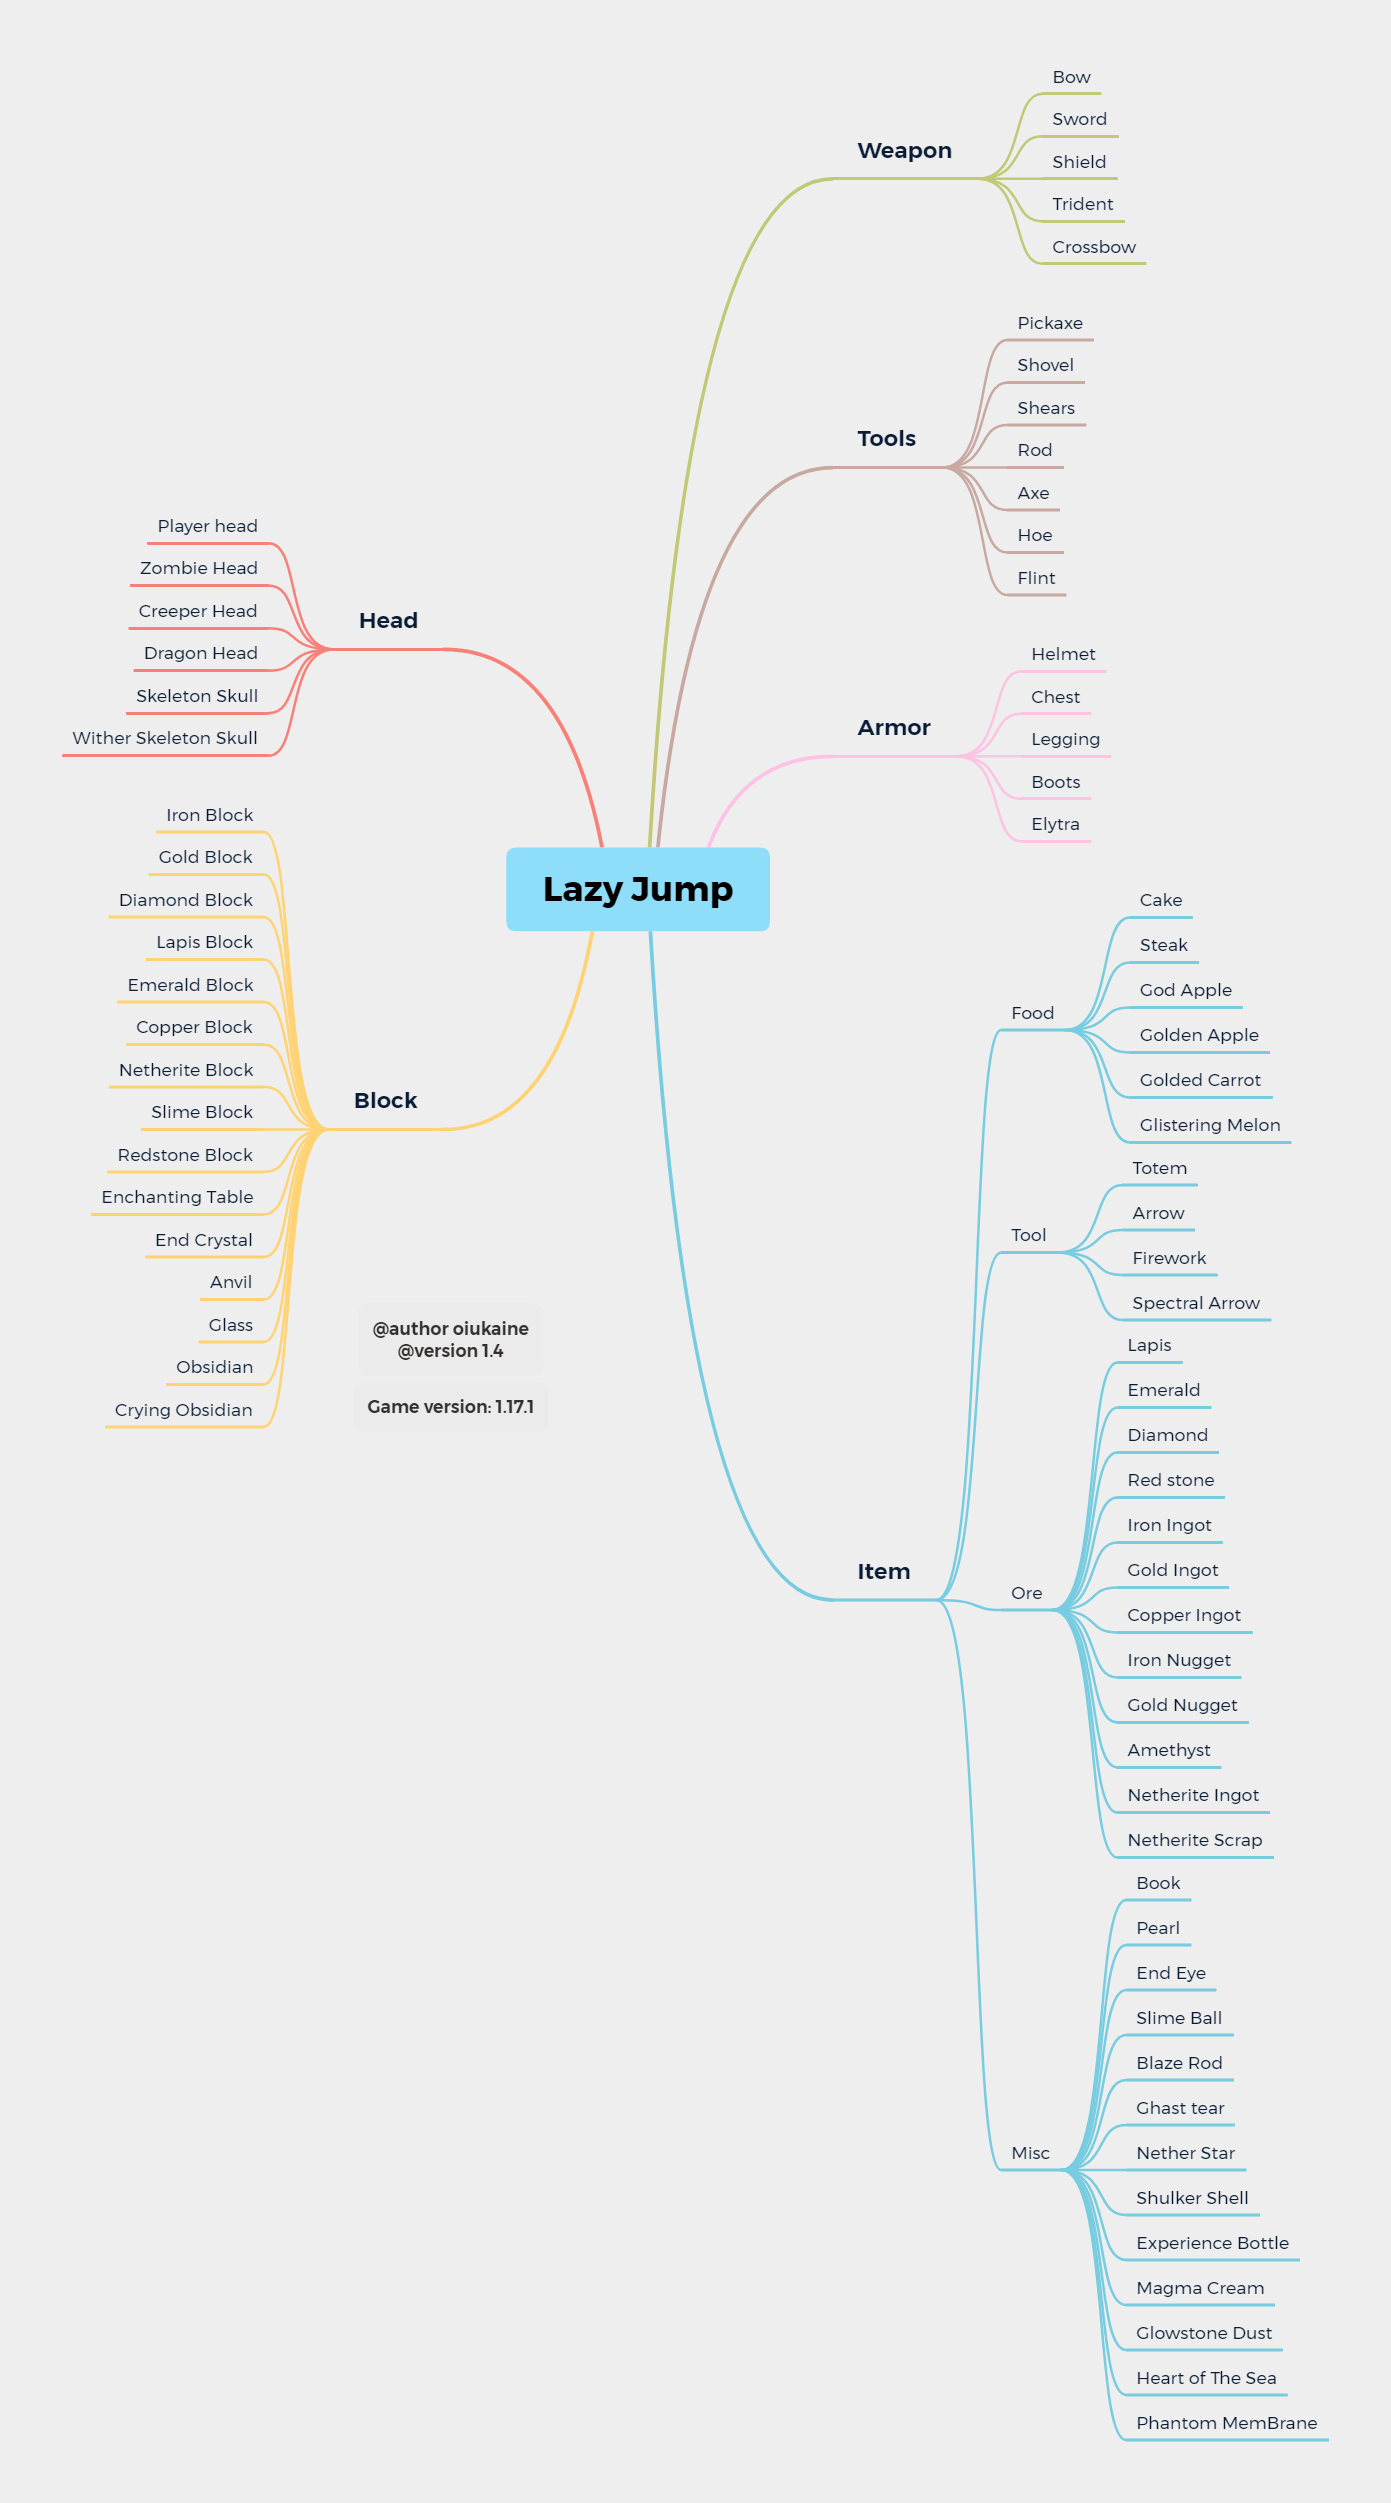 Lazy Jump
Weapon
Bow
Sword
Shield
Trident
Crossbow
Tools
Pickaxe
Shovel
Shears
Rod
Axe
Hoe
Flint
Armor
Helmet
Chest
Legging
Boots
Elytra
Item
Food
Cake
Steak
God Apple
Golden Apple
Golded Carrot
Glistering Melon
Tool
Totem
Arrow
Firework
Spectral Arrow
Ore
Lapis
Emerald
Diamond
Red stone
Iron Ingot
Gold Ingot
Copper Ingot
Iron Nugget
Gold Nugget
Amethyst
Netherite Ingot
Netherite Scrap
Misc
Book
Pearl
End Eye
Slime Ball
Blaze Rod
Ghast tear
Nether Star
Shulker Shell
Experience Bottle
Magma Cream
Glowstone Dust
Heart of The Sea
Phantom MemBrane
Head
Player head
Zombie Head
Creeper Head
Dragon Head
Skeleton Skull
Wither Skeleton Skull
Block
Iron Block
Gold Block
Diamond Block
Lapis Block
Emerald Block
Copper Block
Netherite Block
Slime Block
Redstone Block
Enchanting Table
End Crystal
Anvil
Glass
Obsidian
Crying Obsidian
@author oiukaine
@version 1.4
Game version: 1.17.1